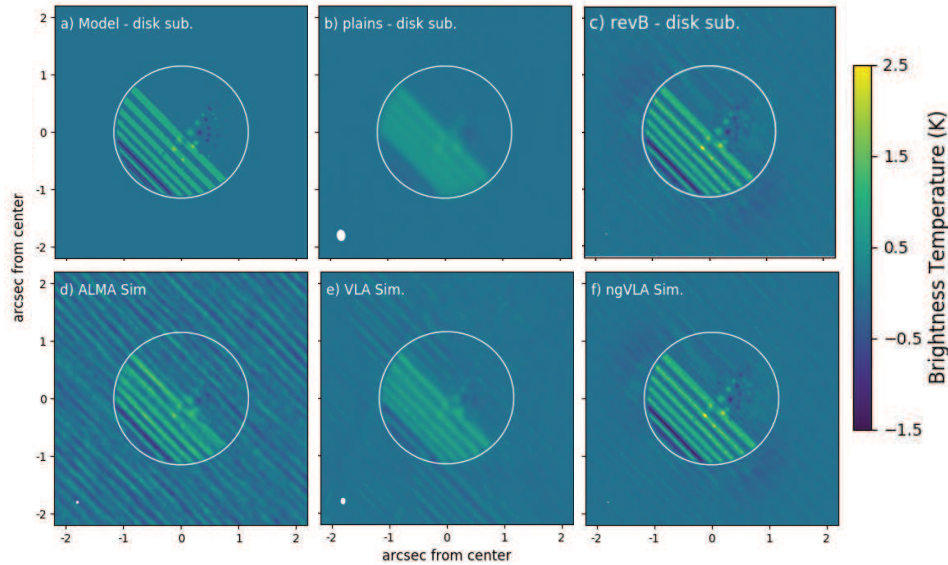 a) Model - disk sub.
b) plains - disk sub.
c) revB - disk sub.
2
1
0
-1
-2
arcsec from center
d) ALMA Sim
e) VLA Sim.
f) ngVLA Sim.
2
1
0
-1
-2
arcsec from center
-2 -1 0 1 2
-2 -1 0 1 2
-2 -1 0 1 2
arcsec from center
2.5
1.5
0.5
−0.5
−1.5
Brightness Temperature (K)